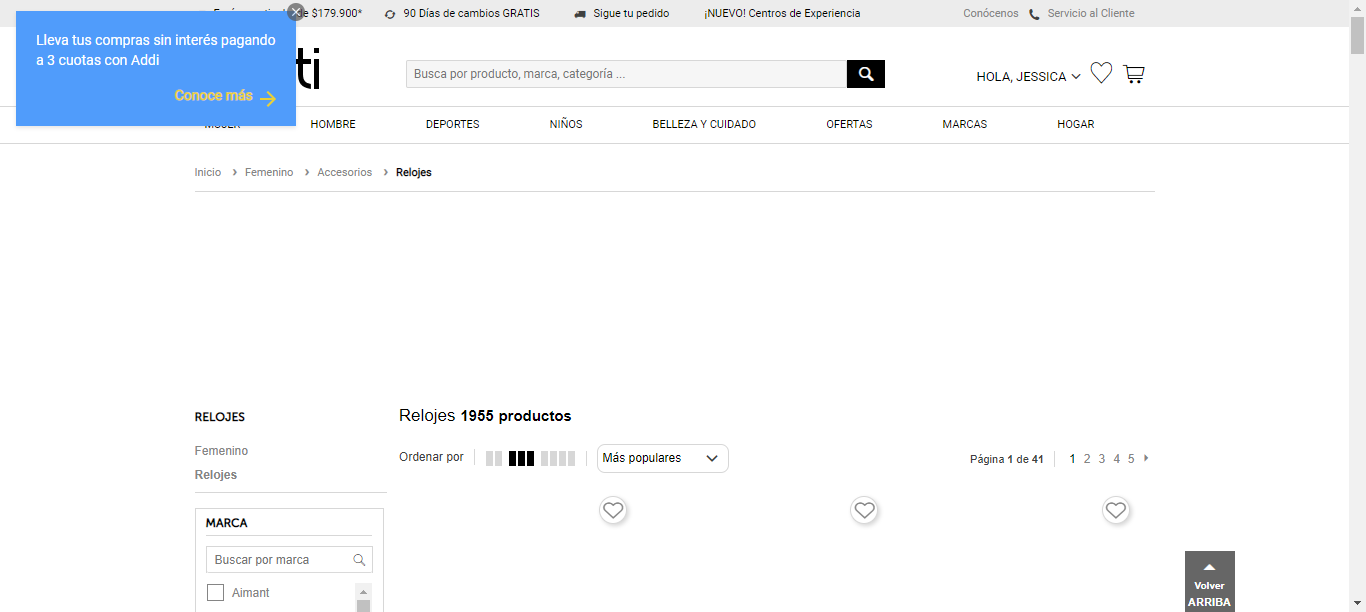 de $179.900*
90 Días de cambios GRATIS
Sigue tu pedido
¡NUEVO! Centros de Experiencia
Conócenos
Servicio al Cliente
Lleva tus compras sin interés pagando
a 3 cuotas con Addi
Conoce más
ti
Busca por producto, marca, categoría ...
HOLA, JESSICA
MUJER
HOMBRE
DEPORTES
NIÑOS
BELLEZA Y CUIDADO
OFERTAS
MARCAS
HOGAR
Inicio › Femenino › Accesorios › Relojes
RELOJES
Femenino
Relojes
Relojes 1955 productos
Ordenar por
Más populares
Página 1 de 41
1 2 3 4 5
MARCA
Buscar por marca
Aimant
Volver
ARRIBA